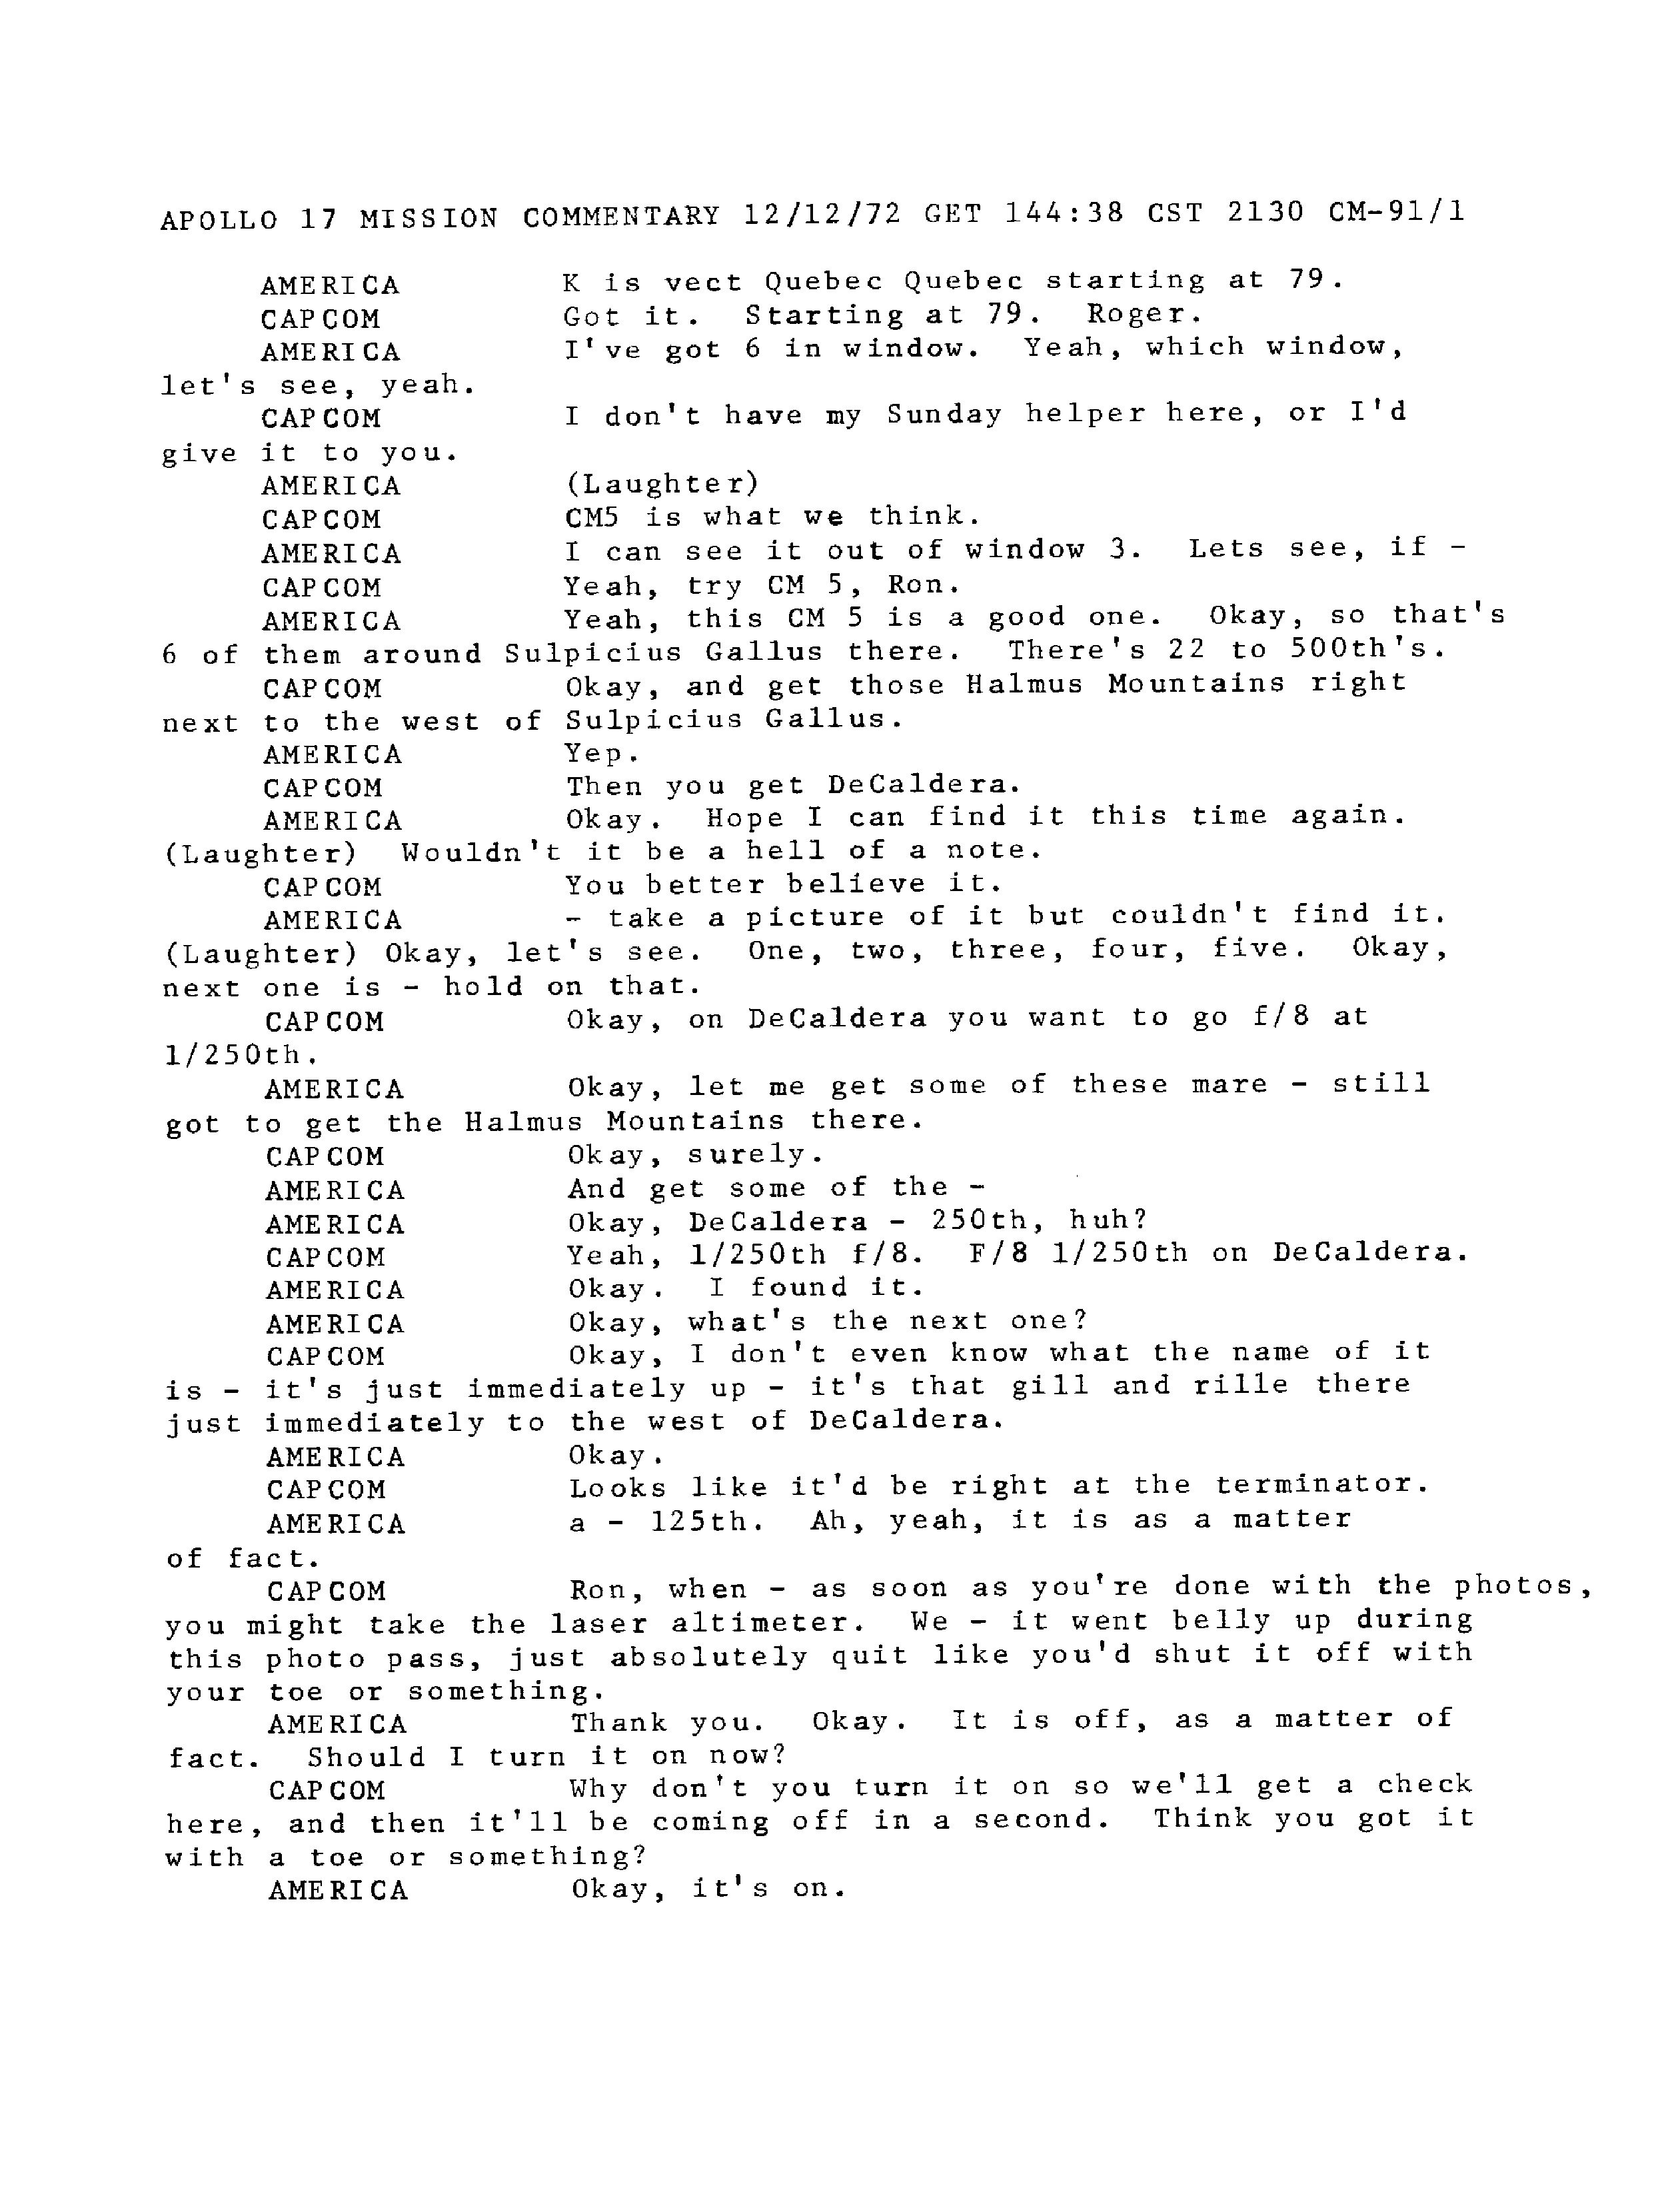 APOLLO 17 MISSION COMMENTARY 12/12/72 GET 144:38 CST 2130 CM-91/1
AMERICA K is vect Quebec Quebec starting at 79.
CAPCOM Got it. Starting at 79. Roger.
AMERICA I've got 6 in window. Yeah, which window,
let's see, yeah.
CAPCOM I don't have my Sunday helper here, or I'd
give it to you.
AMERICA (Laughter)
CAPCOM CM5 is what we think.
AMERICA I can see it out of window 3. Lets see, if -
CAPCOM Yeah, try CM 5, Ron.
AMERICA Yeah, this CM 5 is a good one. Okay, so that's
6 of them around Sulpicius Gallus there. There's 22 to 500th's.
CAPCOM Okay, and get those Halmus Mountains right
next to the west of Sulpicius Gallus.
AMERICA Yep.
CAPCOM Then you get DeCaldera.
AMERICA Okay. Hope I can find it this time again.
(Laughter) Wouldn't it be a hell of a note.
CAPCOM You better believe it.
AMERICA - take a picture of it but couldn't find it.
(Laughter) Okay, let's see. One, two, three, four, five. Okay,
next one is - hold on that.
CAPCOM Okay, on DeCaldera you want to go f/8 at
1/250th.
AMERICA Okay, let me get some of these mare - still
got to get the Halmus Mountains there.
CAPCOM Okay, surely.
AMERICA And get some of the -
AMERICA Okay, DeCaldera - 250th, huh?
CAPCOM Yeah, 1/250th f/8. F/8 1/250th on DeCaldera.
AMERICA Okay. I found it.
AMERICA Okay, what's the next one?
CAPCOM Okay, I don't even know what the name of it
is - it's just immediately up - it's that gill and rille there
just immediately to the west of DeCaldera.
AMERICA Okay.
CAPCOM Looks like it'd be right at the terminator.
AMERICA a - 125th. Ah, yeah, it is as a matter
of fact.
CAPCOM Ron, when - as soon as you're done with the photos,
you might take the laser altimeter. We - it went belly up during
this photo pass, just absolutely quit like you'd shut it off with
your toe or something.
AMERICA Thank you. Okay. It is off, as a matter of
fact. Should I turn it on now?
CAPCOM Why don't you turn it on so we'll get a check
here, and then it'll be coming off in a second. Think you got it
with a toe or something?
AMERICA Okay, it's on.